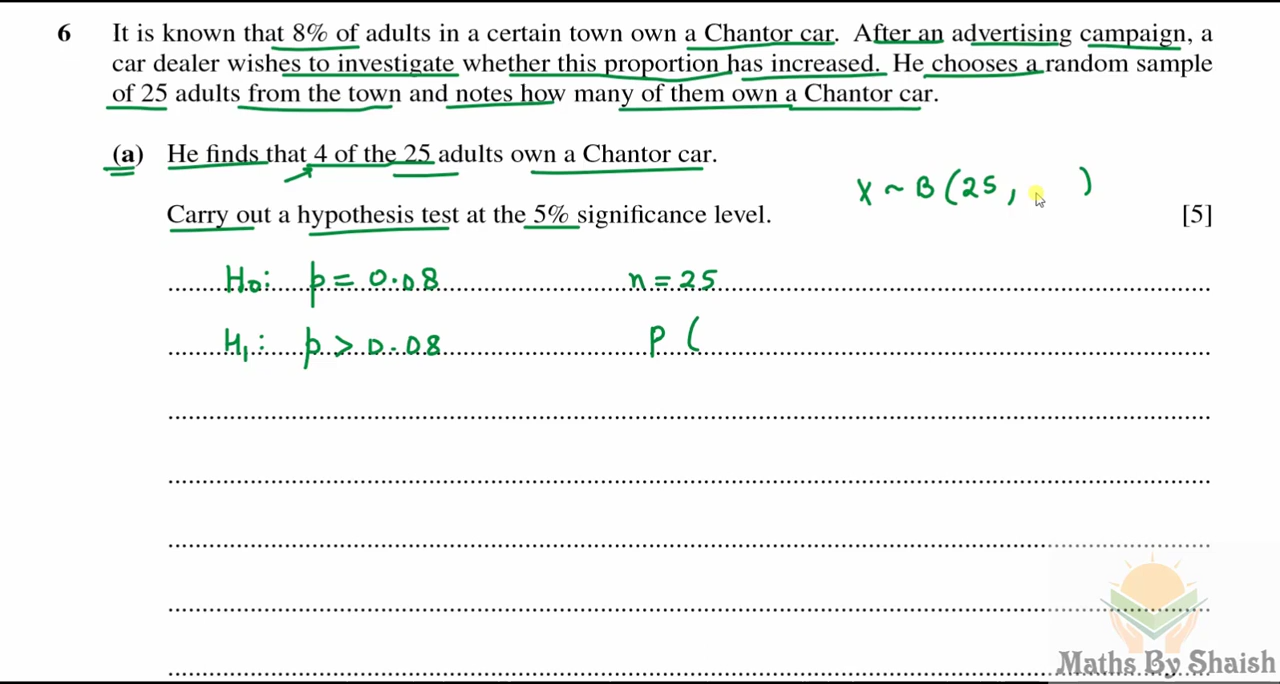 6 It is known that 8% of adults in a certain town own a Chantor car. After an advertising campaign, a
car dealer wishes to investigate whether this proportion has increased. He chooses a random sample
of 25 adults from the town and notes how many of them own a Chantor car.
(a) He finds that 4 of the 25 adults own a Chantor car.
X ~ B (25, )
Carry out a hypothesis test at the 5% significance level. [5]
H₀: p = 0.08 n = 25
H₁: p > 0.08 P (
Maths By Shaish